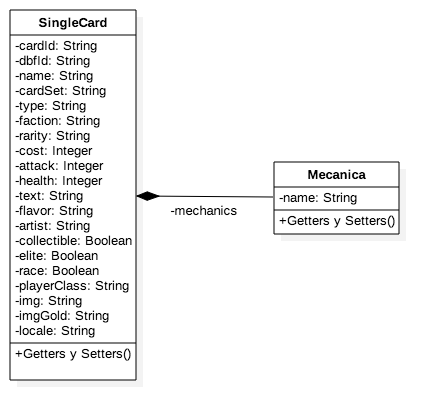 SingleCard
-cardId: String
-dbfId: String
-name: String
-cardSet: String
-type: String
-faction: String
-rarity: String
-cost: Integer
-attack: Integer
-health: Integer
-text: String
-flavor: String
-artist: String
-collectible: Boolean
-elite: Boolean
-race: Boolean
-playerClass: String
-img: String
-imgGold: String
-locale: String
+Getters y Setters()
-mechanics
Mecanica
-name: String
+Getters y Setters()